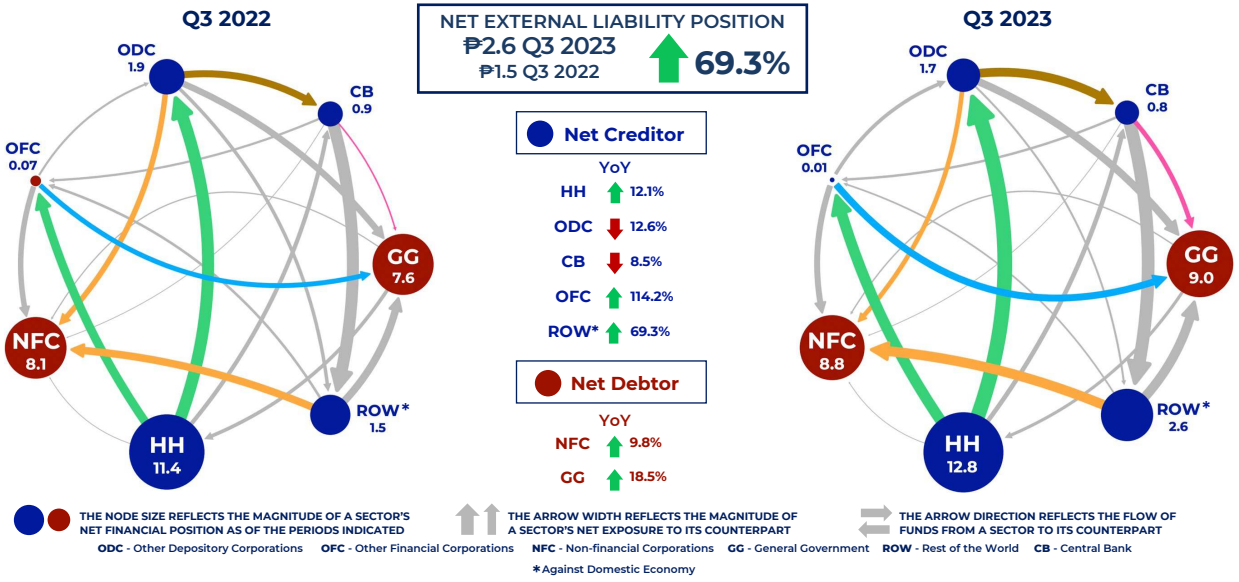 Q3 2022
ODC
1.9
CB
0.9
OFC
0.07
GG
7.6
NFC
8.1
ROW*
1.5
HH
11.4
NET EXTERNAL LIABILITY POSITION
₱2.6 Q3 2023
₱1.5 Q3 2022
69.3%
Net Creditor
YoY
HH 12.1%
ODC 12.6%
CB 8.5%
OFC 114.2%
ROW* 69.3%
Net Debtor
YoY
NFC 9.8%
GG 18.5%
Q3 2023
ODC
1.7
CB
0.8
OFC
0.01
GG
9.0
NFC
8.8
ROW*
2.6
HH
12.8
THE NODE SIZE REFLECTS THE MAGNITUDE OF A SECTOR'S
NET FINANCIAL POSITION AS OF THE PERIODS INDICATED
THE ARROW WIDTH REFLECTS THE MAGNITUDE OF
A SECTOR'S NET EXPOSURE TO ITS COUNTERPART
THE ARROW DIRECTION REFLECTS THE FLOW OF
FUNDS FROM A SECTOR TO ITS COUNTERPART
ODC - Other Depository Corporations OFC - Other Financial Corporations NFC - Non-financial Corporations GG - General Government ROW - Rest of the World CB - Central Bank
*Against Domestic Economy